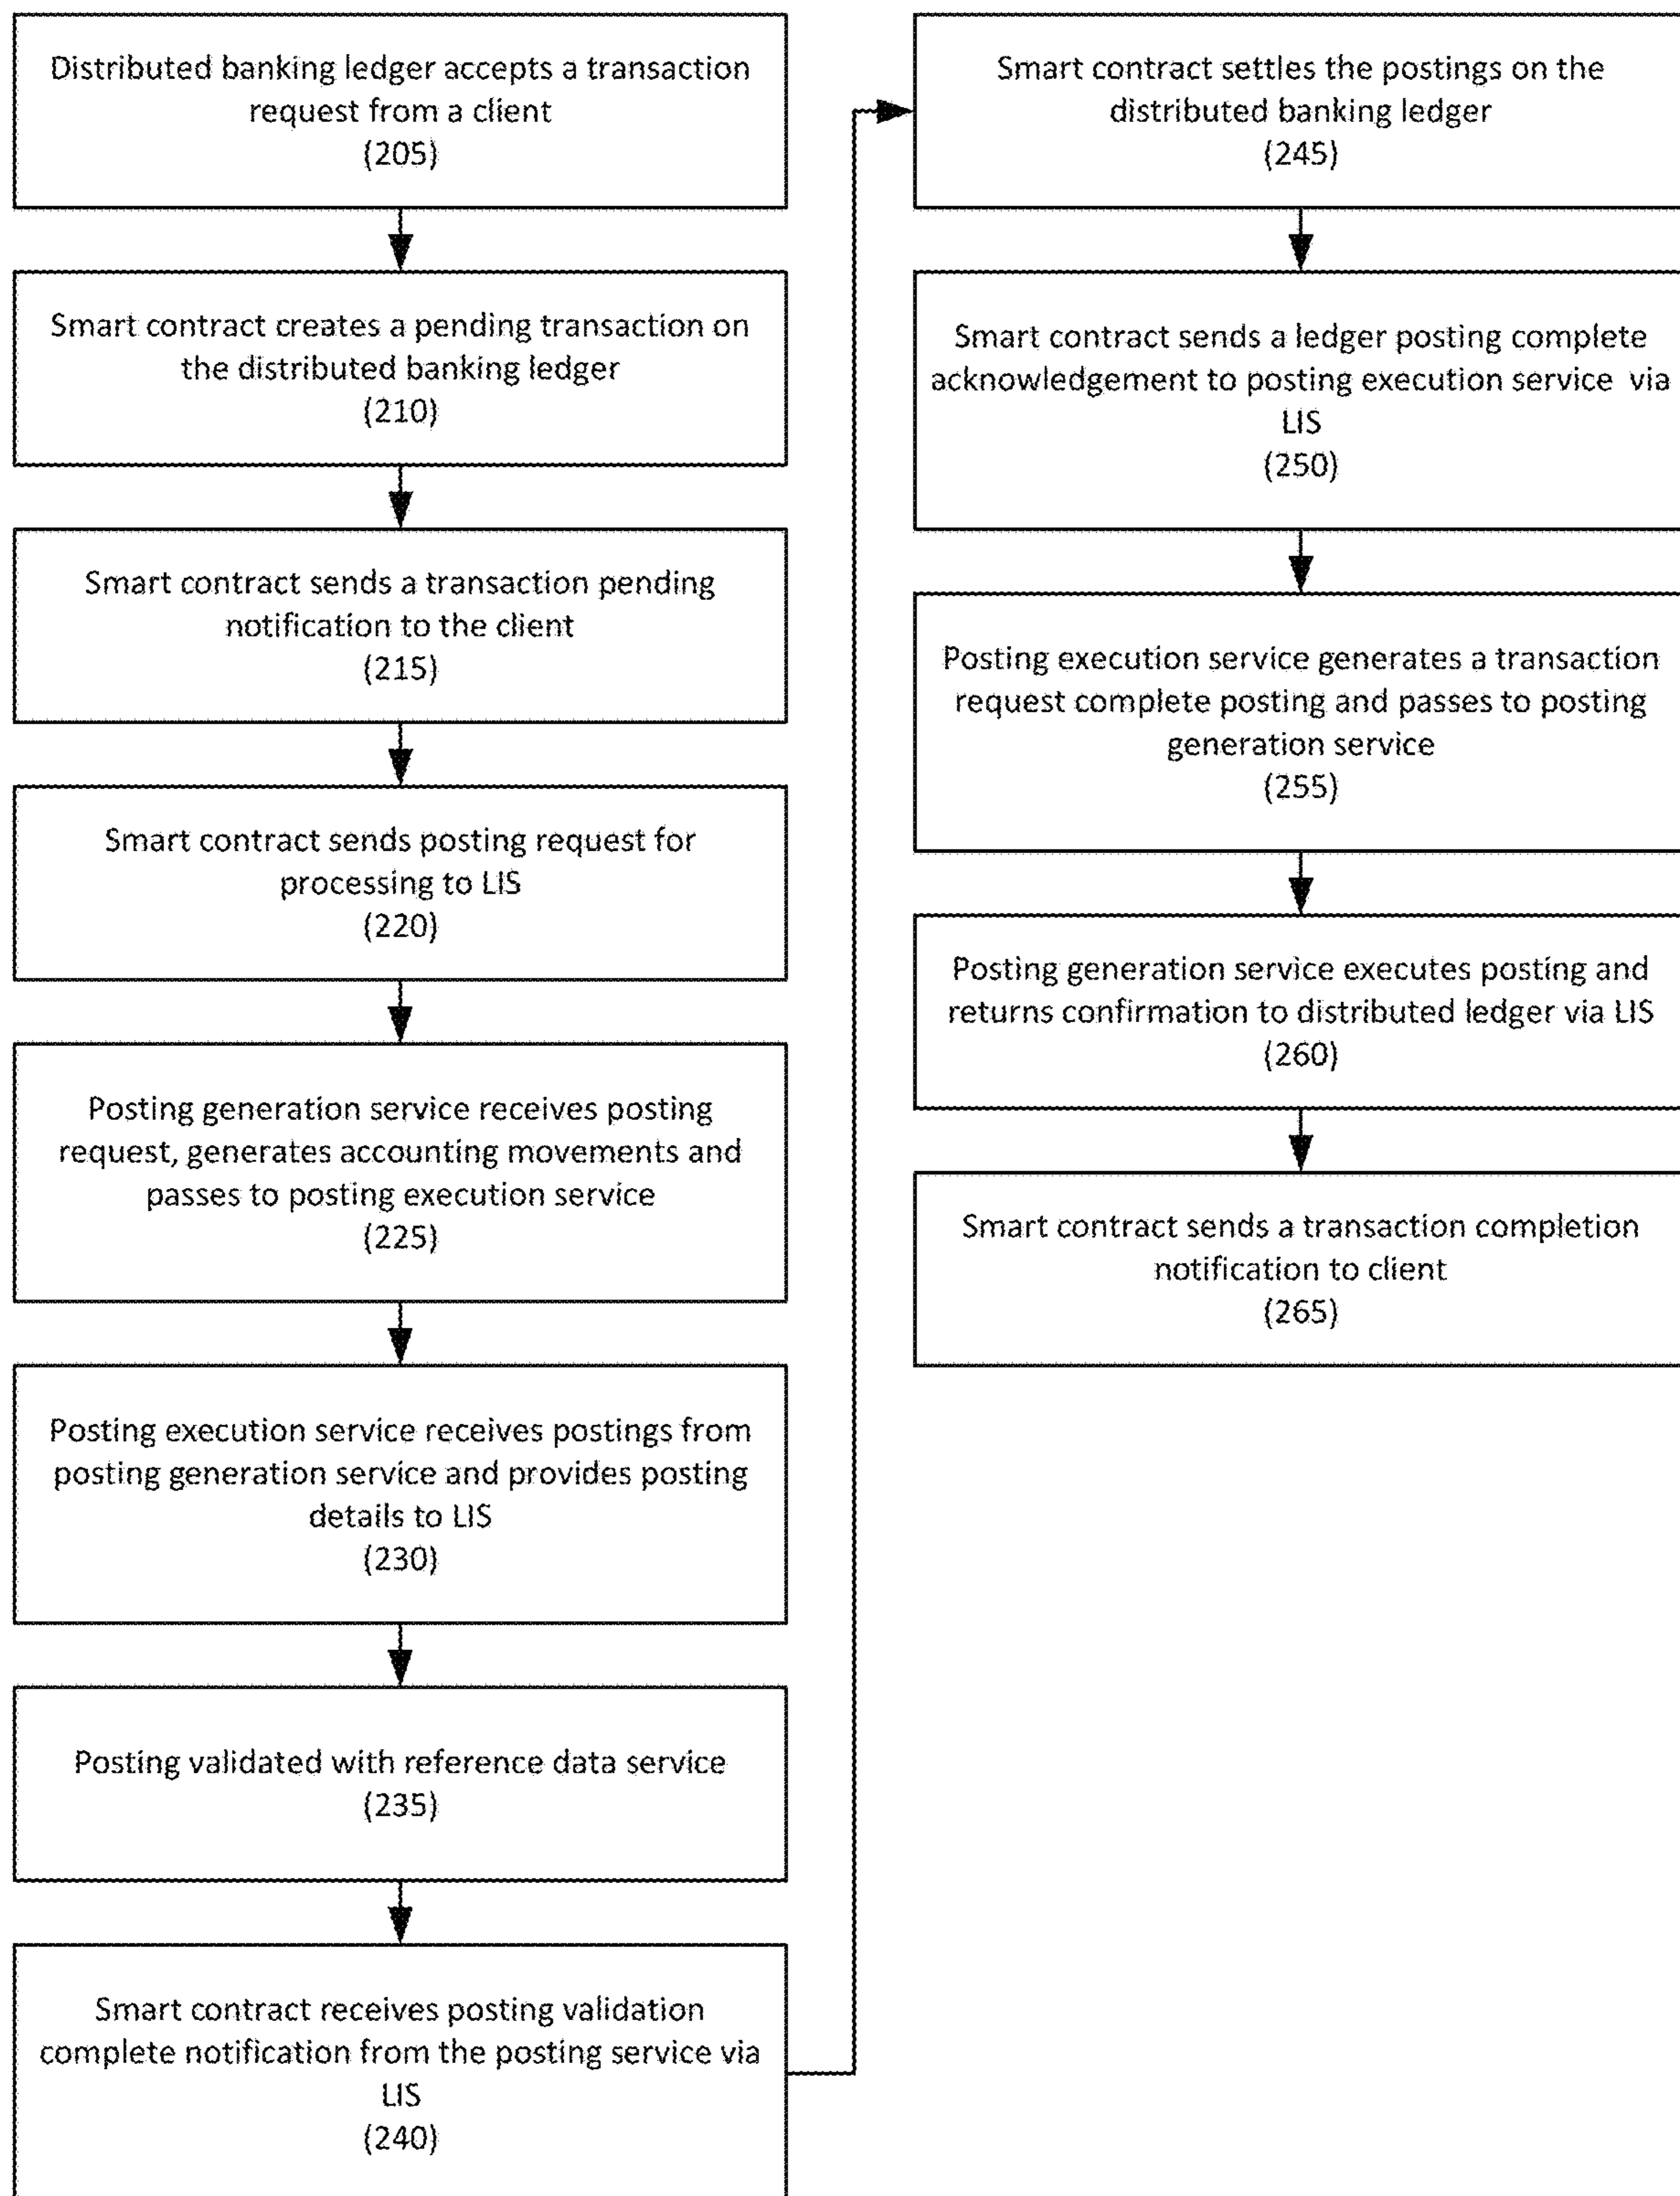 Distributed banking ledger accepts a transaction
request from a client
(205)
Smart contract creates a pending transaction on
the distributed banking ledger
(210)
Smart contract sends a transaction pending
notification to the client
(215)
Smart contract sends posting request for
processing to LIS
(220)
Posting generation service receives posting
request, generates accounting movements and
passes to posting execution service
(225)
Posting execution service receives postings from
posting generation service and provides posting
details to LIS
(230)
Posting validated with reference data service
(235)
Smart contract receives posting validation
complete notification from the posting service via
LIS
(240)
Smart contract settles the postings on the
distributed banking ledger
(245)
Smart contract sends a ledger posting complete
acknowledgement to posting execution service via
LIS
(250)
Posting execution service generates a transaction
request complete posting and passes to posting
generation service
(255)
Posting generation service executes posting and
returns confirmation to distributed ledger via LIS
(260)
Smart contract sends a transaction completion
notification to client
(265)